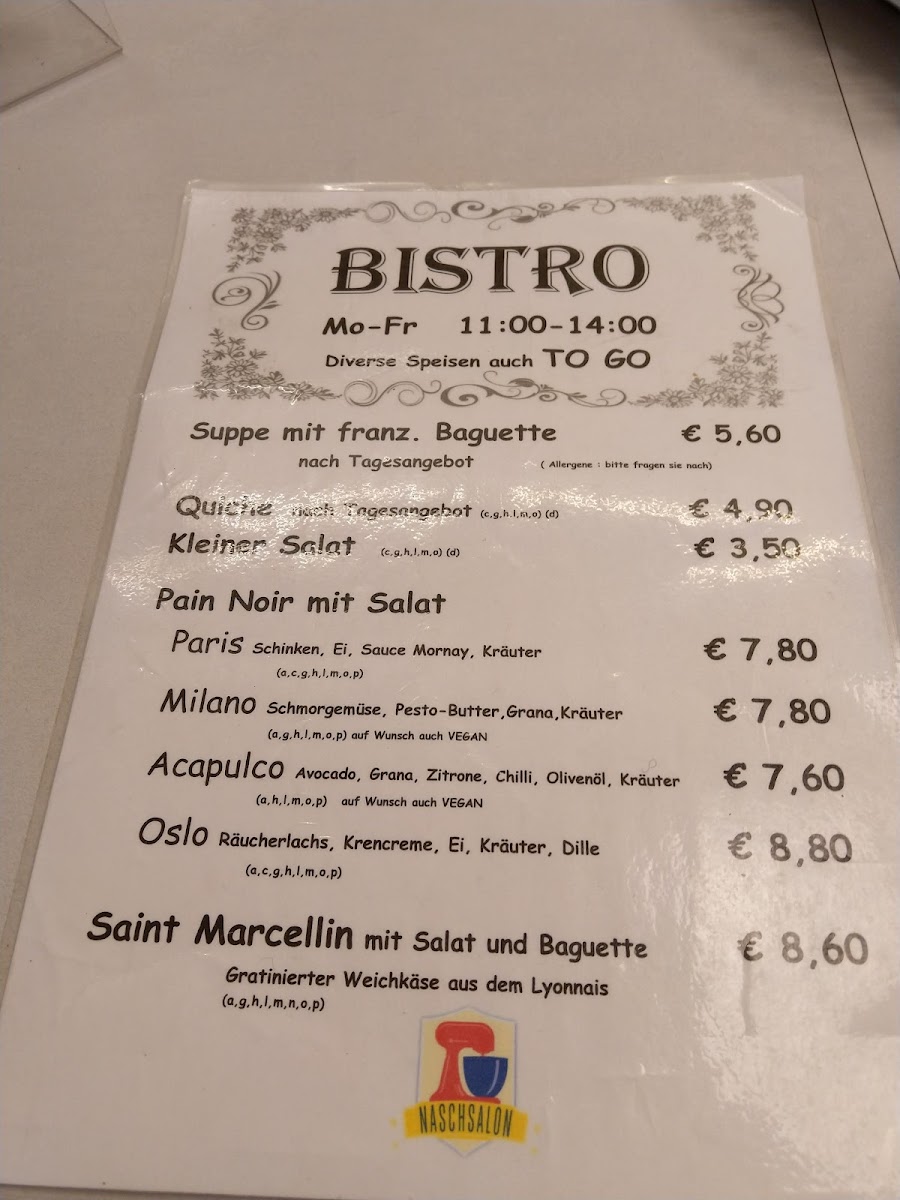 BISTRO
Mo-Fr 11:00-14:00
Diverse Speisen auch TO GO
Suppe mit franz. Baguette € 5,60
nach Tagesangebot ( Allergene : bitte fragen sie nach)
Quiche nach Tagesangebot (c,g,h,l,m,o) (d) € 4,90
Kleiner Salat (c,g,h,l,m,o) (d) € 3,50
Pain Noir mit Salat
Paris Schinken, Ei, Sauce Mornay, Kräuter € 7,80
(a,c,g,h,l,m,o,p)
Milano Schmorgemüse, Pesto-Butter,Grana,Kräuter € 7,80
(a,g,h,l,m,o,p) auf Wunsch auch VEGAN
Acapulco Avocado, Grana, Zitrone, Chilli, Olivenöl, Kräuter € 7,60
(a,h,l,m,o,p) auf Wunsch auch VEGAN
Oslo Räucherlachs, Krencreme, Ei, Kräuter, Dille € 8,80
(a,c,g,h,l,m,o,p)
Saint Marcellin mit Salat und Baguette € 8,60
Gratinierter Weichkäse aus dem Lyonnais
(a,g,h,l,m,n,o,p)
NASCHSALON